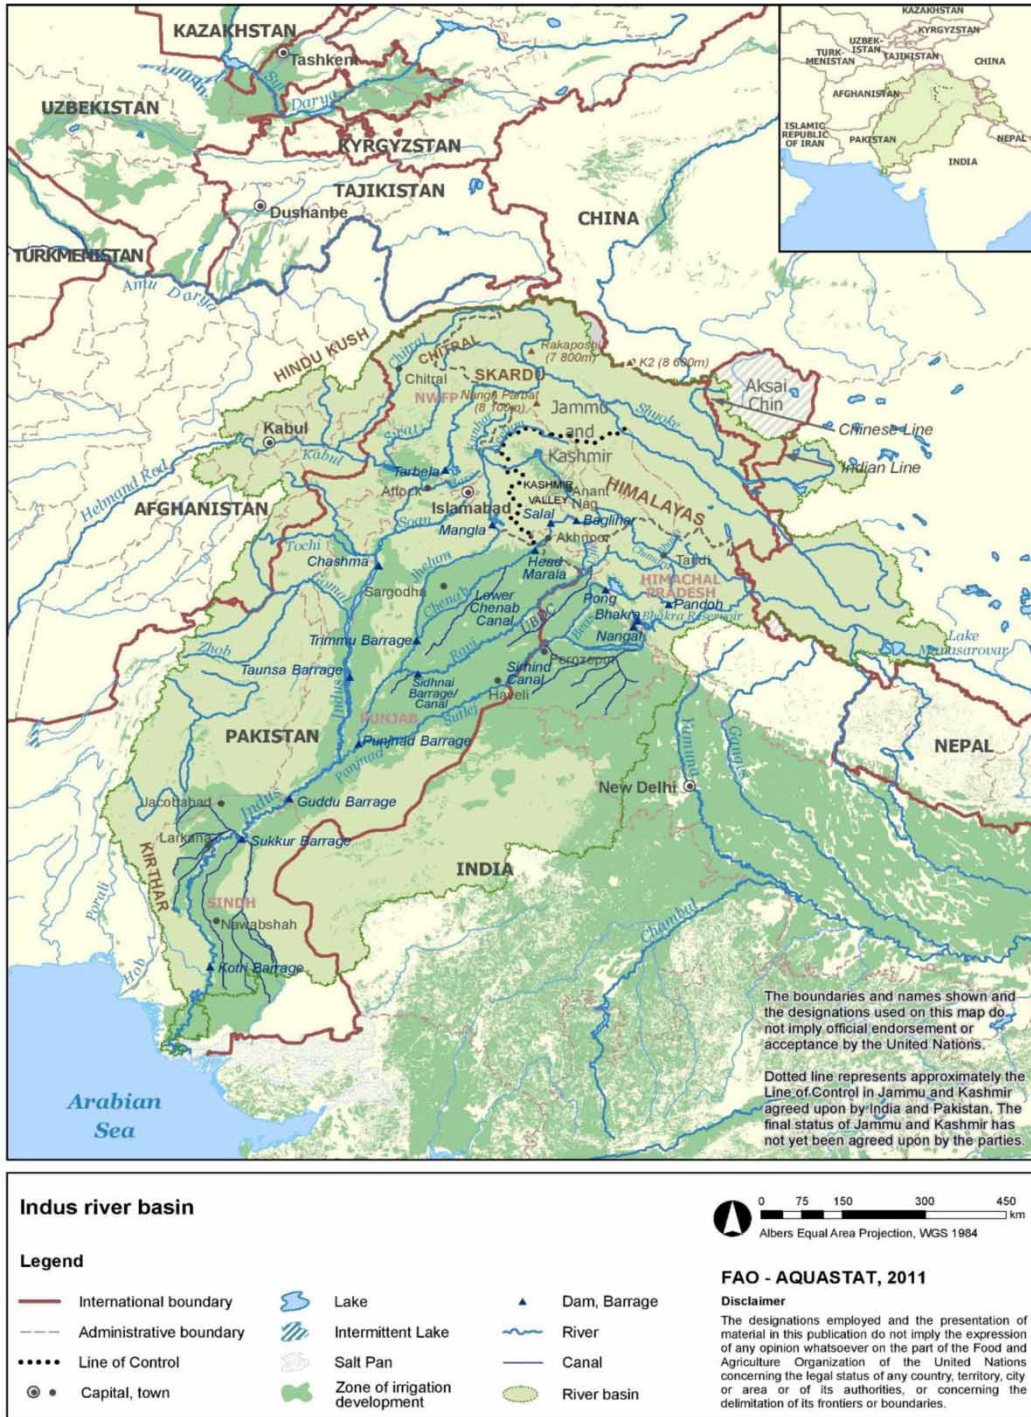 KAZAKHSTAN
Tashkent
Syr
Darya
UZBEKISTAN
KYRGYZSTAN
TAJIKISTAN
Dushanbe
CHINA
TURKMENISTAN
Amu Darya
KAZAKHSTAN
UZBEK-
ISTAN
KYRGYZSTAN
TURK-
MENISTAN
TAJIKISTAN
CHINA
AFGHANISTAN
ISLAMIC
REPUBLIC
OF IRAN
PAKISTAN
NEPAL
INDIA
HINDU KUSH
Chitral
CHITRAL
Chitral
Rakaposhi
(7 800m)
K2 (8 600m)
SKARDU
NWFP
Nanga Parbat
(8 100m)
Aksai
Chin
Jammu
and
Kashmir
Shyoke
Chinese Line
Indian Line
Kabul
Kabul
Swat
Helmand Rod
Tarbela
Attock
Islamabad
KASHMIR
VALLEY
Anant
Nag
HIMALAYAS
AFGHANISTAN
Soan
Mangla
Salal
Baglihar
Akhnoor
Tochi
Chashma
Jhelum
Head
Marala
Chandra
Tandi
Gomal
Sargodha
Chenab
Lower
Chenab
Canal
HIMACHAL
PRADESH
Pong
Pandoh
Bhakra
Bhakra Reservoir
Nangal
UBDC
Beas
Trimmu Barrage
Ravi
Zhob
Taunsa Barrage
Sidhnai
Barrage/
Canal
Sirhind
Canal
Ferozepur
Haveli
Lake
Manasarovar
Indus
PUNJAB
Sutlej
PAKISTAN
Punjnad Barrage
Panjnad
Yamuna
Ganges
NEPAL
New Delhi
Jacobabad
Indus
Guddu Barrage
Larkana
Sukkur Barrage
KIRTHAR
INDIA
SINDH
Nawabshah
Porali
Hob
Kotri Barrage
Chambal
Arabian
Sea
The boundaries and names shown and
the designations used on this map do
not imply official endorsement or
acceptance by the United Nations.
Dotted line represents approximately the
Line of Control in Jammu and Kashmir
agreed upon by India and Pakistan. The
final status of Jammu and Kashmir has
not yet been agreed upon by the parties.
Indus river basin
0 75 150 300 450
km
Albers Equal Area Projection, WGS 1984
Legend
International boundary
Administrative boundary
Line of Control
Capital, town
Lake
Intermittent Lake
Salt Pan
Zone of irrigation
development
Dam, Barrage
River
Canal
River basin
FAO - AQUASTAT, 2011
Disclaimer
The designations employed and the presentation of
material in this publication do not imply the expression
of any opinion whatsoever on the part of the Food and
Agriculture Organization of the United Nations
concerning the legal status of any country, territory, city
or area or of its authorities, or concerning the
delimitation of its frontiers or boundaries.